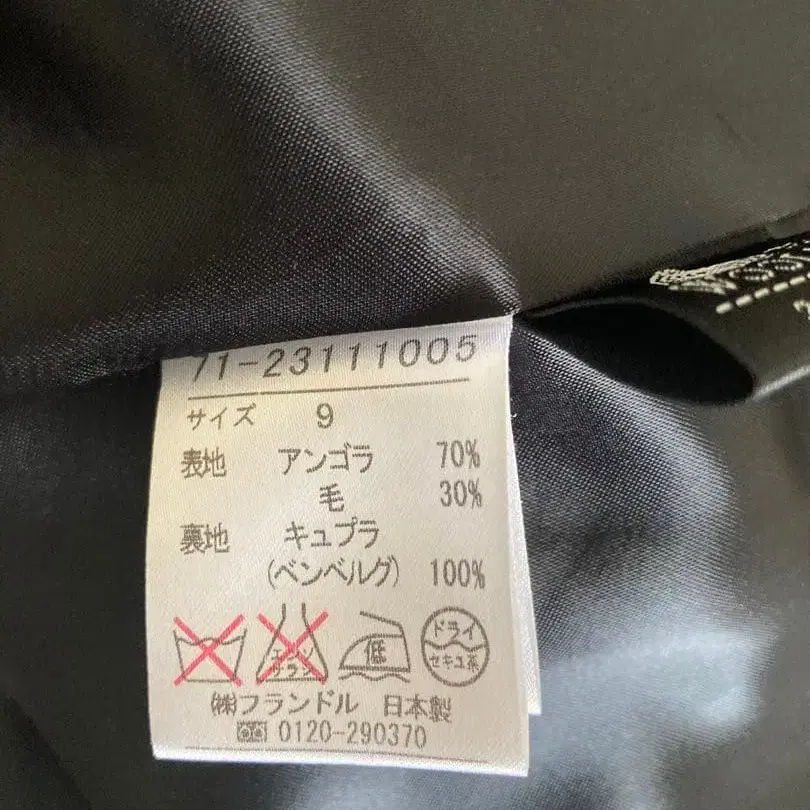 71-23111005
サイズ 9
表地 アンゴラ 70%
毛 30%
裏地 キュプラ
(ベンベルグ) 100%
エンソ サラシ 低 ドライ セキユ系
㈱フランドル 日本製
0120-290370